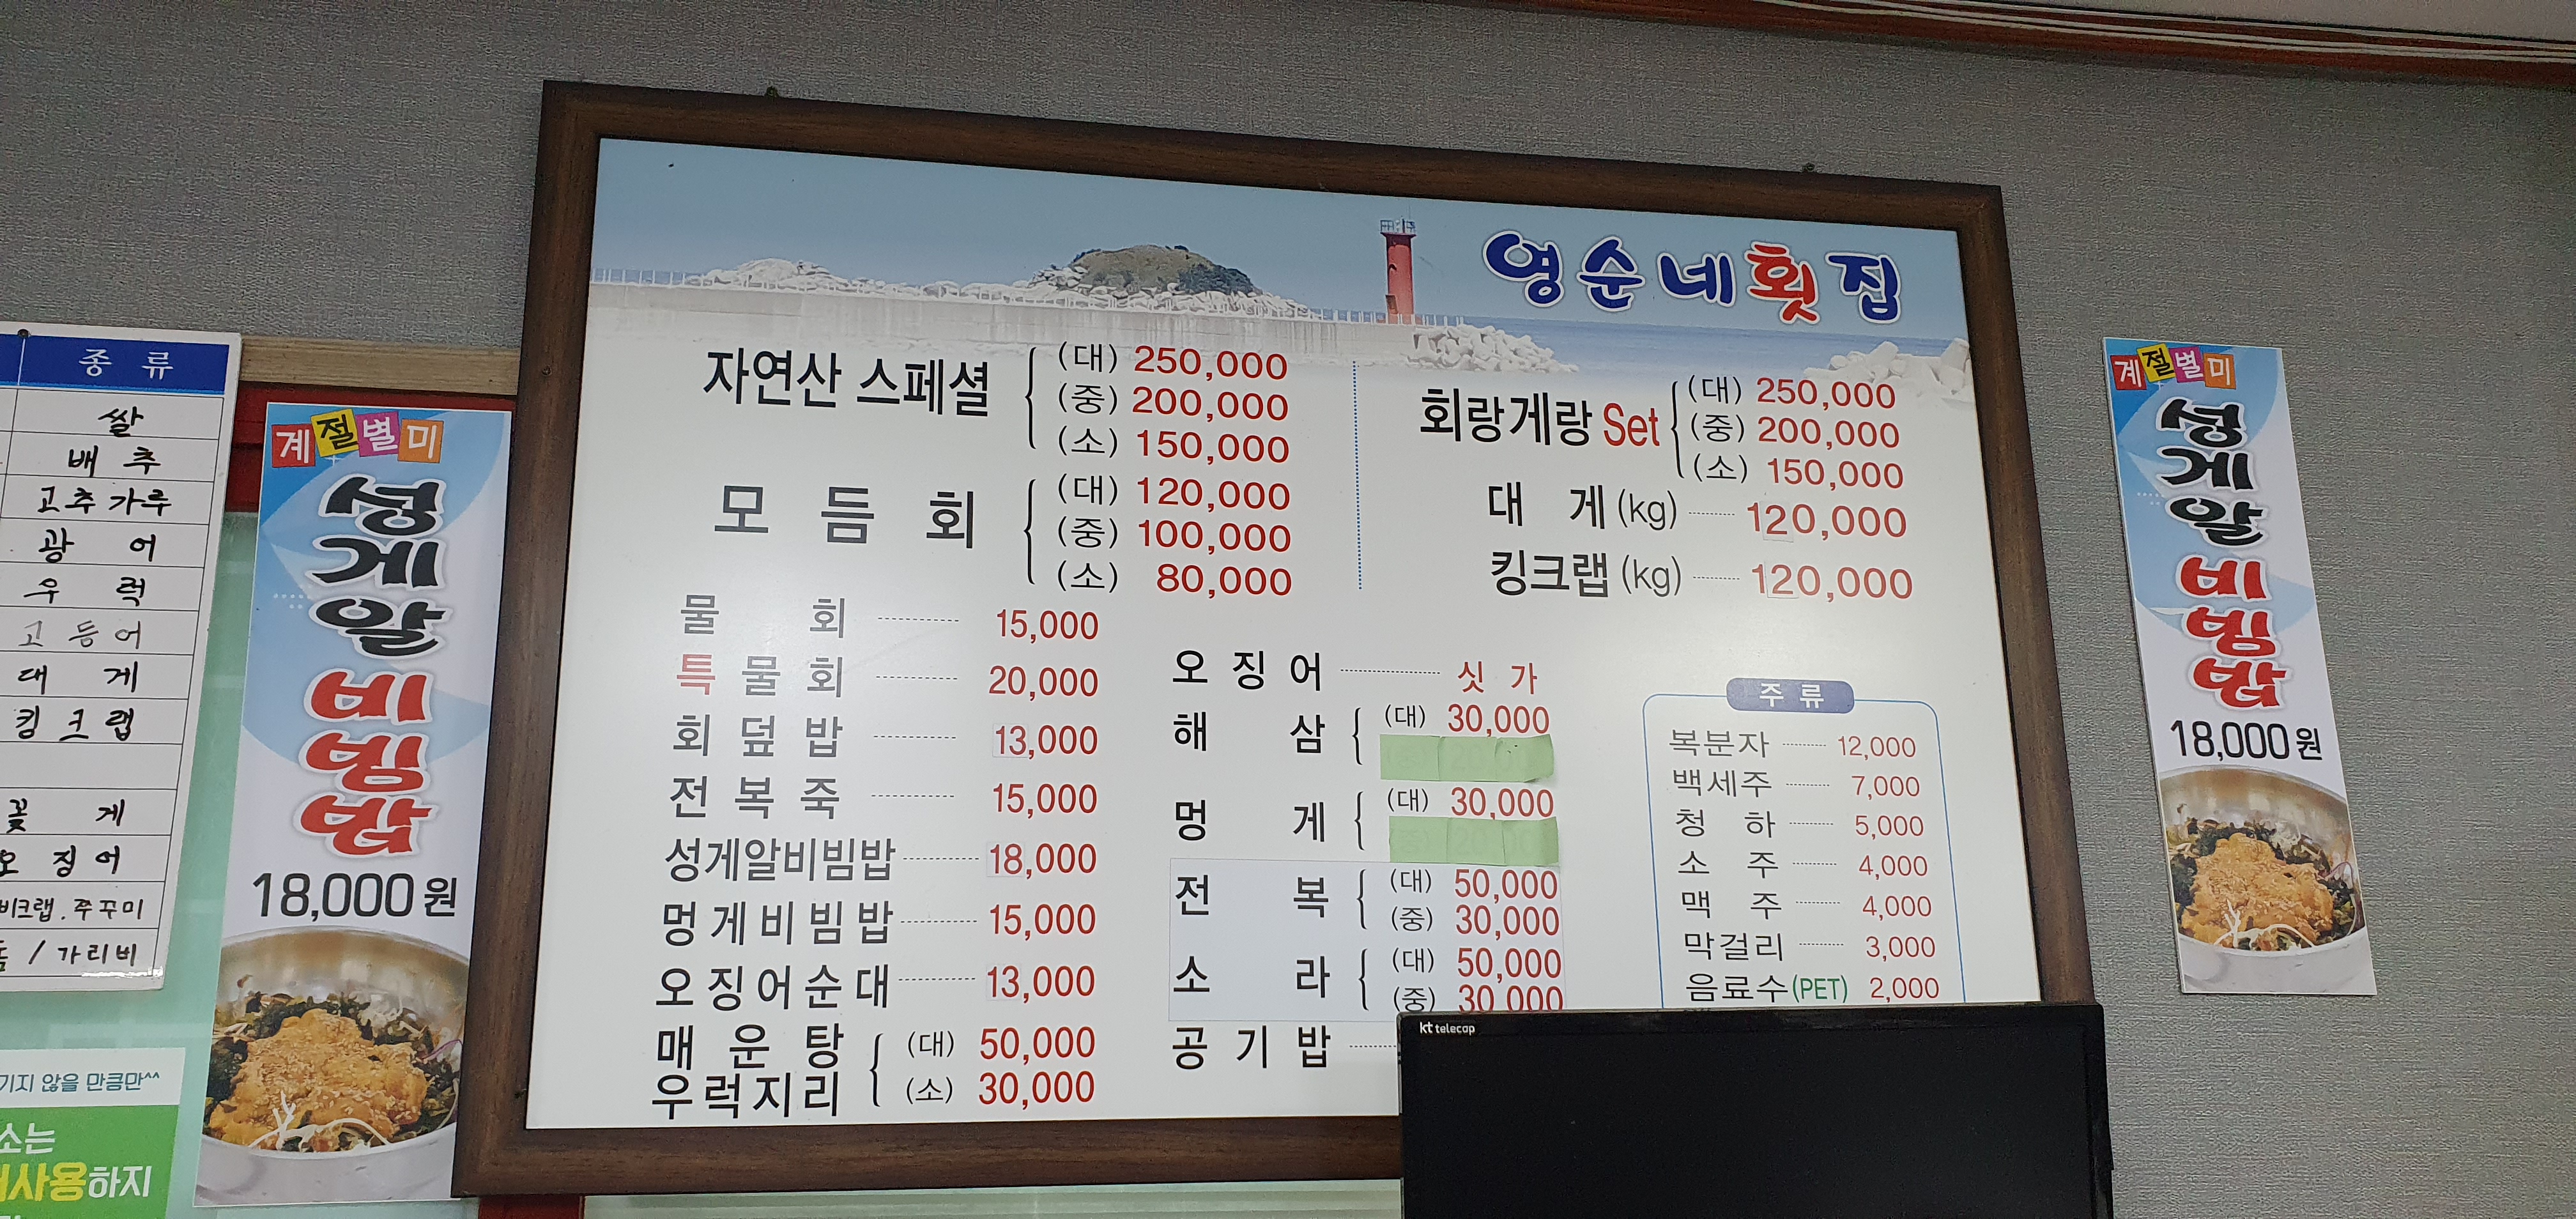 영순네횟집
자연산 스페셜 (대) 250,000
(중) 200,000
(소) 150,000
모듬회 (대) 120,000
(중) 100,000
(소) 80,000
물회 15,000
특물회 20,000
회덮밥 13,000
전복죽 15,000
성게알비빔밥 18,000
멍게비빔밥 15,000
오징어순대 13,000
매운탕 (대) 50,000
우럭지리 (소) 30,000
회랑게랑 Set (대) 250,000
(중) 200,000
(소) 150,000
대게(kg) 120,000
킹크랩(kg) 120,000
오징어 싯가
해삼 (대) 30,000
멍게 (대) 30,000
전복 (대) 50,000
(중) 30,000
소라 (대) 50,000
(중) 30,000
공기밥
주류
복분자 12,000
백세주 7,000
청하 5,000
소주 4,000
맥주 4,000
막걸리 3,000
음료수(PET) 2,000
kt telecop
계절별미
성게알
비빔밥
18,000원
계절별미
성게알
비빔밥
18,000원
종류
쌀
배추
고추가루
광어
우럭
고등어
대게
킹크랩
꽃게
오징어
비크랩, 쭈꾸미
/ 가리비
기지 않을 만큼만^^
소는
사용하지